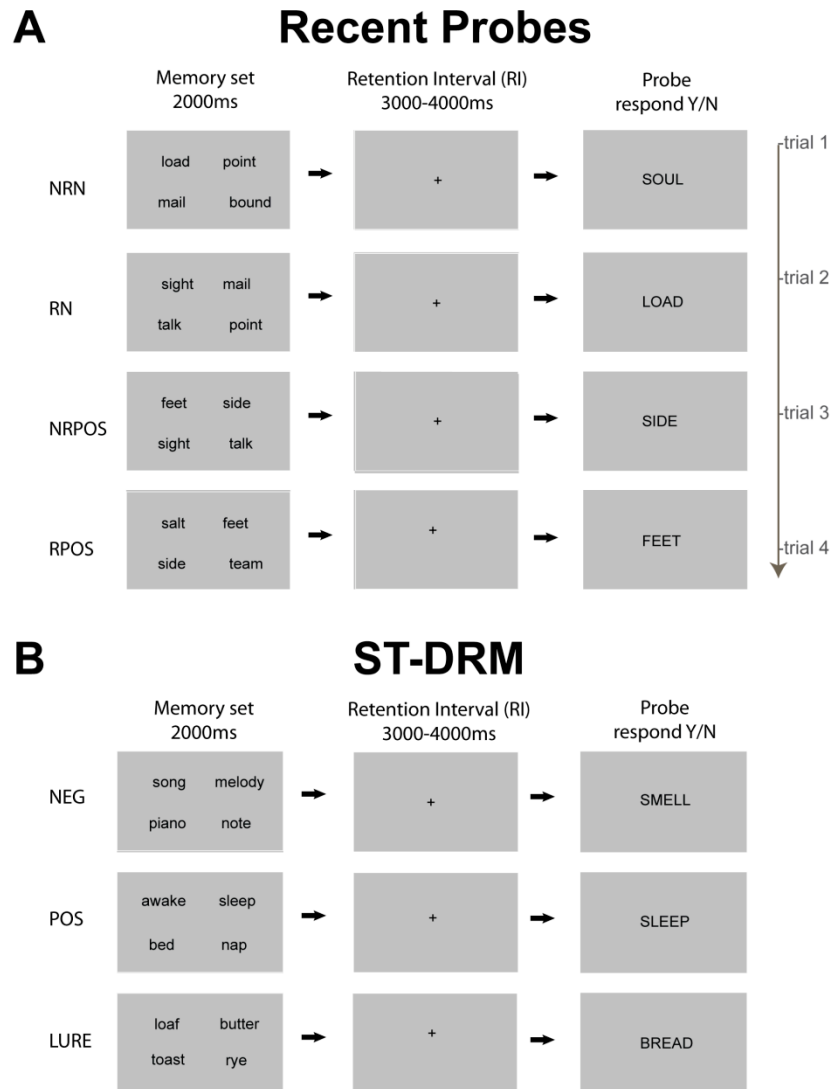 A Recent Probes
Memory set Retention Interval (RI) Probe
2000ms 3000-4000ms respond Y/N
NRN
load point
mail bound
+
SOUL
trial 1
RN
sight mail
talk point
+
LOAD
trial 2
NRPOS
feet side
sight talk
+
SIDE
trial 3
RPOS
salt feet
side team
+
FEET
trial 4
B ST-DRM
Memory set Retention Interval (RI) Probe
2000ms 3000-4000ms respond Y/N
NEG
song melody
piano note
+
SMELL
POS
awake sleep
bed nap
+
SLEEP
LURE
loaf butter
toast rye
+
BREAD